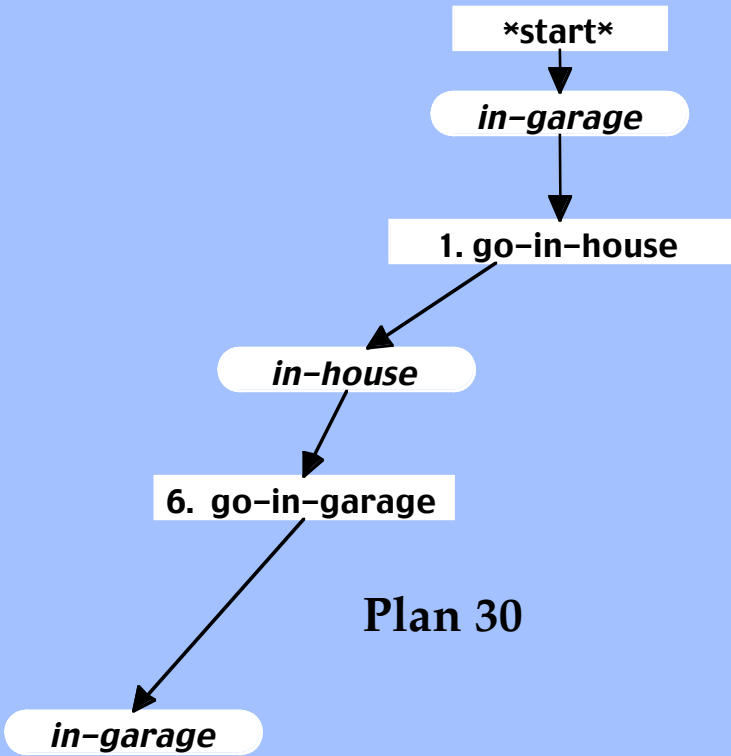 *start*
in-garage
1. go-in-house
in-house
6. go-in-garage
Plan 30
in-garage